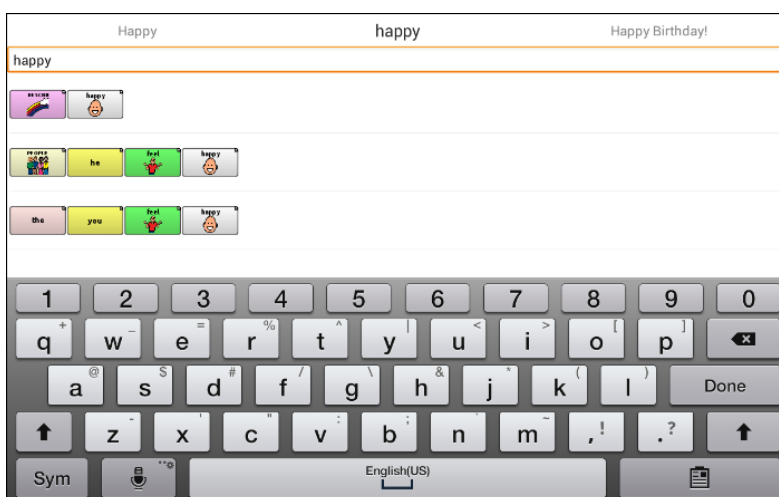 Happy happy Happy Birthday!
happy
DESCRIBE happy
PEOPLE he feel happy
the you feel happy
1 2 3 4 5 6 7 8 9 0
+ _ = % ^ | < > [ ]
q w e r t y u i o p
@ $ # / \ & * ( )
a s d f g h j k l Done
- ' " : ; ~ ! ?
z x c v b n m , .
Sym English(US)